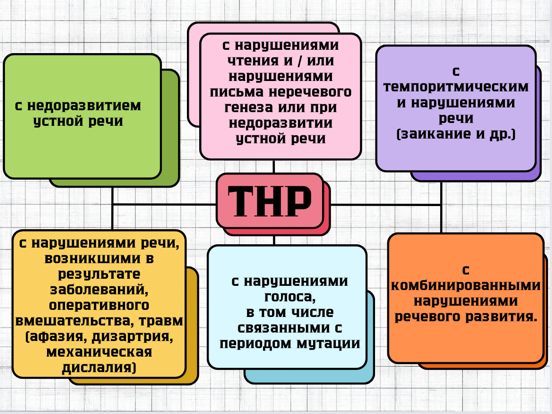 с недоразвитием
устной речи
с нарушениями
чтения и / или
нарушениями
письма неречевого
генеза или при
недоразвитии
устной речи
с
темпоритмическим
и нарушениями
речи
(заикание и др.)
ТНР
с нарушениями речи,
возникшими в
результате
заболеваний,
оперативного
вмешательства, травм
(афазия, дизартрия,
механическая
дислалия)
с нарушениями
голоса,
в том числе
связанными с
периодом мутации
с
комбинированными
нарушениями
речевого развития.